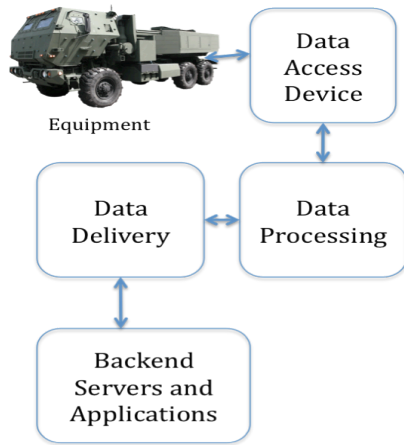 Data
Access
Device
Equipment
Data
Delivery
Data
Processing
Backend
Servers and
Applications